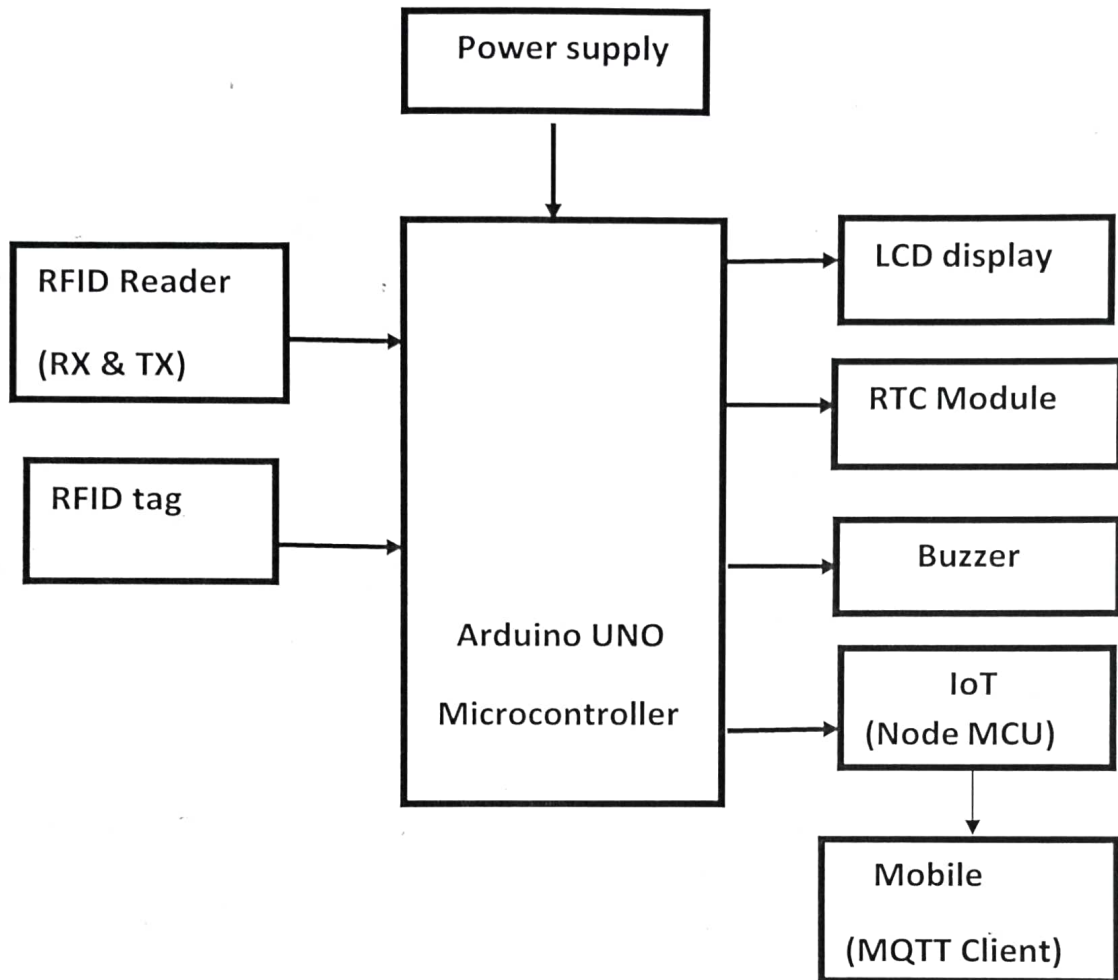 Power supply
RFID Reader
(RX & TX)
RFID tag
Arduino UNO
Microcontroller
LCD display
RTC Module
Buzzer
IoT
(Node MCU)
Mobile
(MQTT Client)